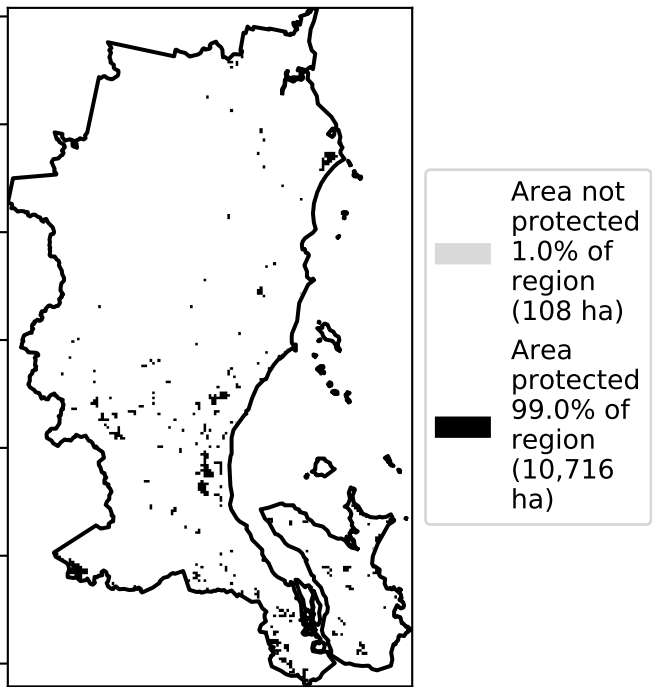 Area not
protected
1.0% of
region
(108 ha)
Area
protected
99.0% of
region
(10,716
ha)